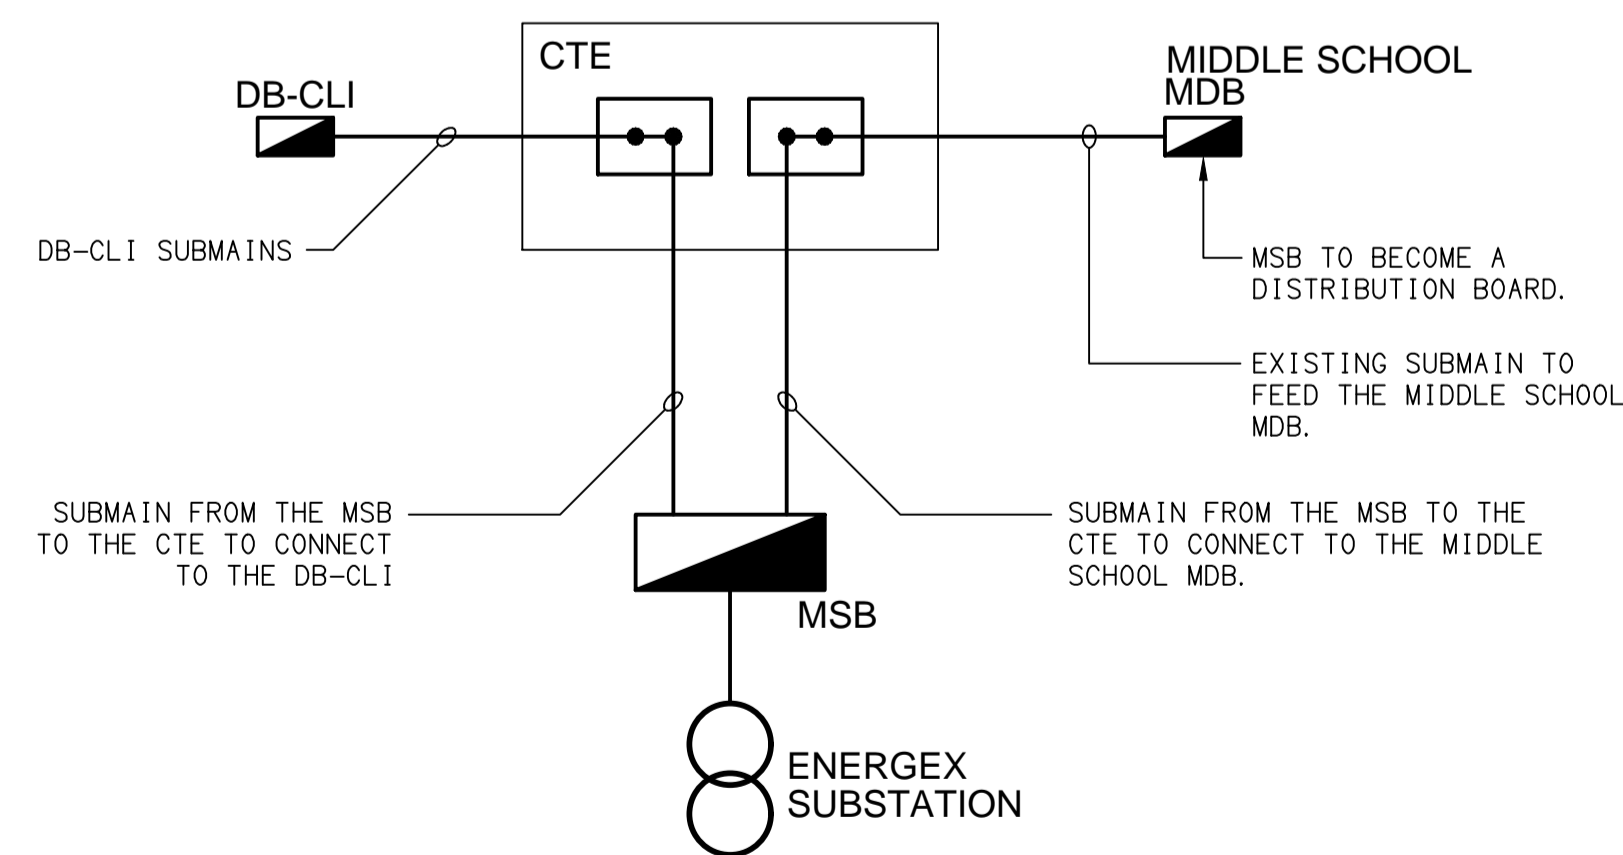 CTE
MIDDLE SCHOOL
MDB
DB-CLI
DB-CLI SUBMAINS
MSB TO BECOME A
DISTRIBUTION BOARD.
EXISTING SUBMAIN TO
FEED THE MIDDLE SCHOOL
MDB.
SUBMAIN FROM THE MSB
TO THE CTE TO CONNECT
TO THE DB-CLI
SUBMAIN FROM THE MSB TO THE
CTE TO CONNECT TO THE MIDDLE
SCHOOL MDB.
MSB
ENERGEX
SUBSTATION